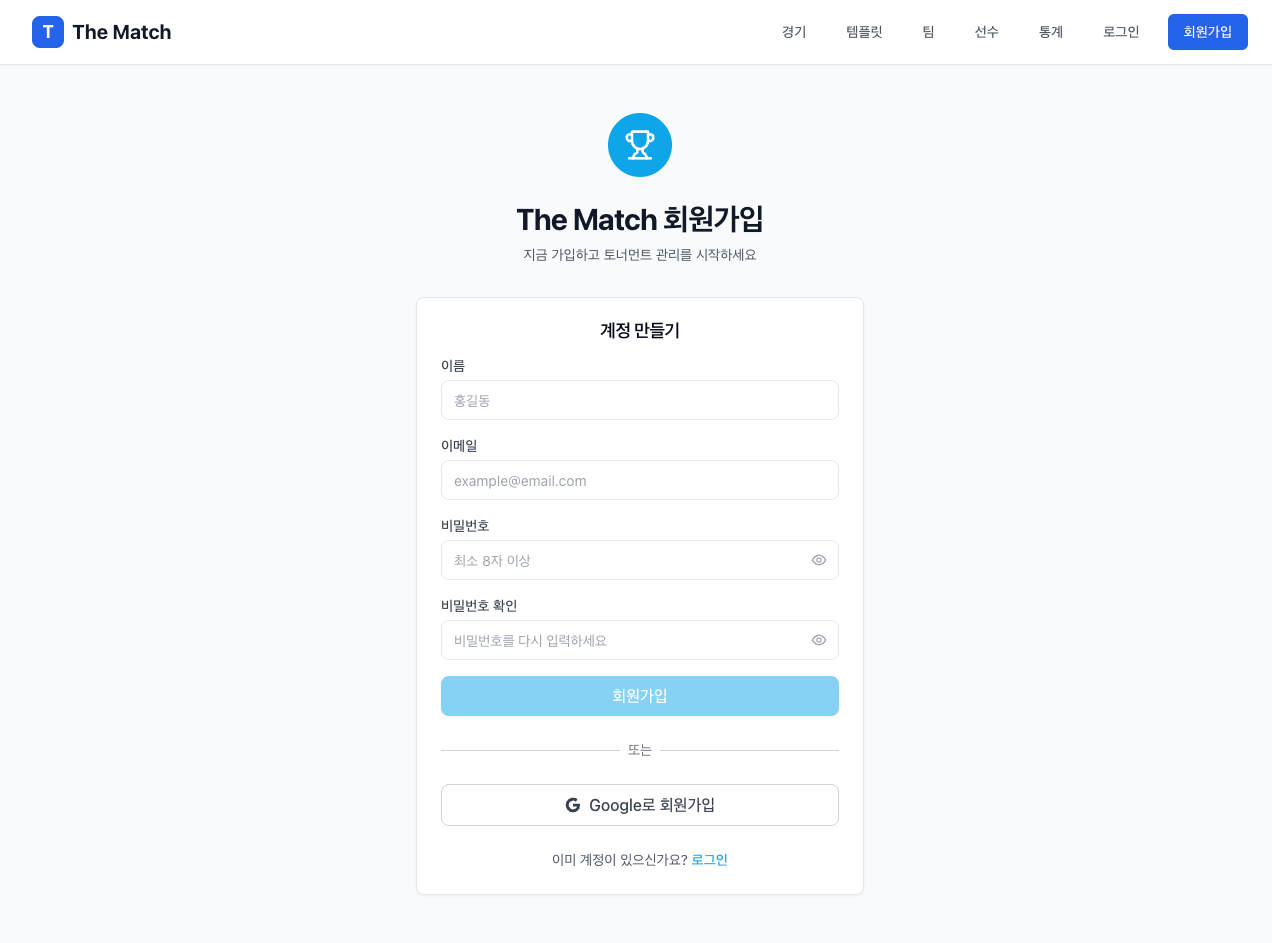 T The Match
경기 템플릿 팀 선수 통계 로그인 회원가입
The Match 회원가입
지금 가입하고 토너먼트 관리를 시작하세요
계정 만들기
이름
홍길동
이메일
example@email.com
비밀번호
최소 8자 이상
비밀번호 확인
비밀번호를 다시 입력하세요
회원가입
또는
G Google로 회원가입
이미 계정이 있으신가요? 로그인